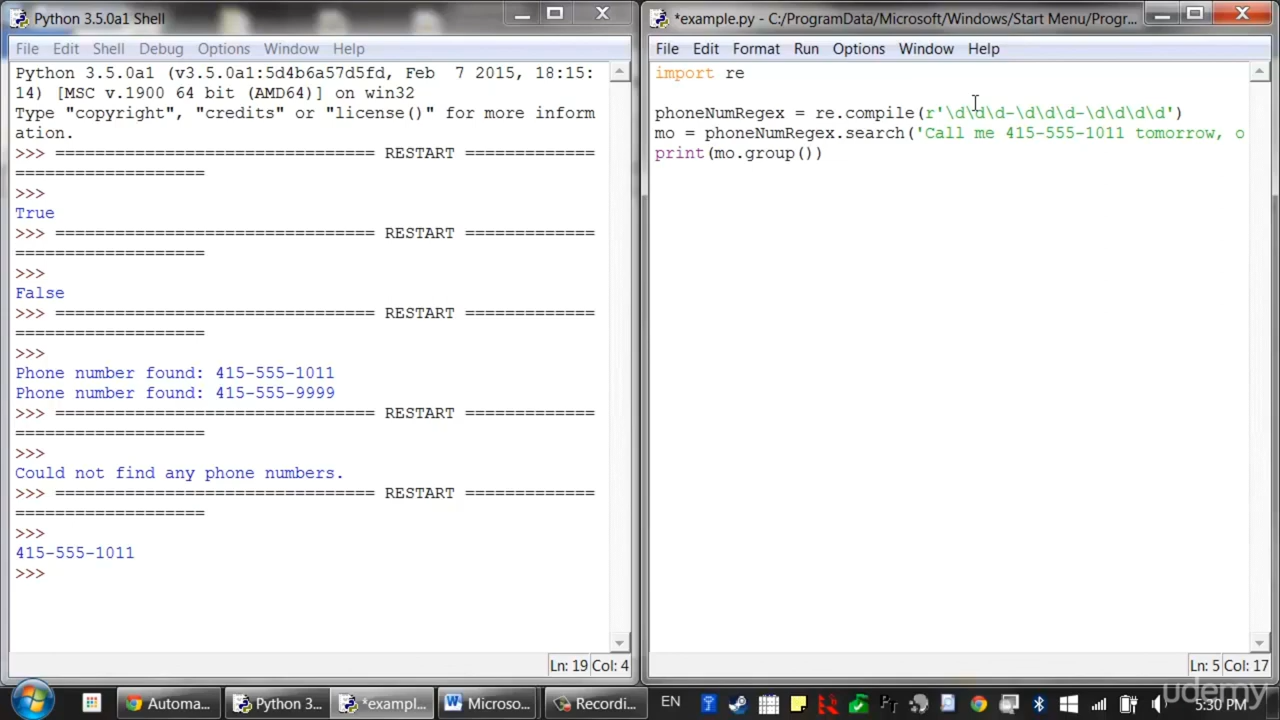 Python 3.5.0a1 Shell
File Edit Shell Debug Options Window Help
Python 3.5.0a1 (v3.5.0a1:5d4b6a57d5fd, Feb  7 2015, 18:15:
14) [MSC v.1900 64 bit (AMD64)] on win32
Type "copyright", "credits" or "license()" for more inform
ation.
>>> ================================ RESTART =============
===================
>>>
True
>>> ================================ RESTART =============
===================
>>>
False
>>> ================================ RESTART =============
===================
>>>
Phone number found: 415-555-1011
Phone number found: 415-555-9999
>>> ================================ RESTART =============
===================
>>>
Could not find any phone numbers.
>>> ================================ RESTART =============
===================
>>>
415-555-1011
>>>
Ln: 19 Col: 4
*example.py - C:/ProgramData/Microsoft/Windows/Start Menu/Progr...
File Edit Format Run Options Window Help
import re
phoneNumRegex = re.compile(r'\d\d\d-\d\d\d-\d\d\d\d')
mo = phoneNumRegex.search('Call me 415-555-1011 tomorrow, o
print(mo.group())
Ln: 5 Col: 17
Automa... Python 3... *exampl... Microso... Recordi... EN 5:30 PM
udemy